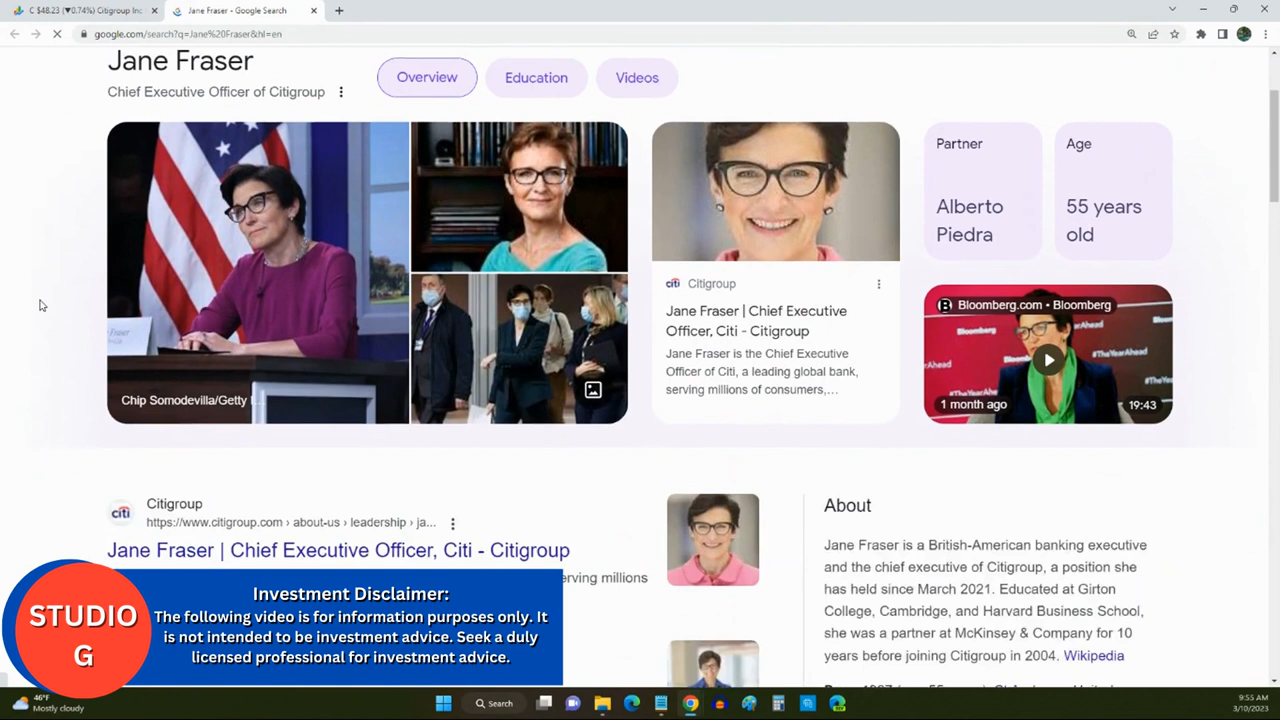 C $48.23 (▼0.74%) Citigroup Inc
Jane Fraser - Google Search
google.com/search?q=Jane%20Fraser&hl=en
Jane Fraser
Chief Executive Officer of Citigroup
Overview
Education
Videos
Chip Somodevilla/Getty I...
citi Citigroup
Jane Fraser | Chief Executive
Officer, Citi - Citigroup
Jane Fraser is the Chief Executive
Officer of Citi, a leading global bank,
serving millions of consumers,…
Partner
Alberto
Piedra
Age
55 years
old
Bloomberg.com • Bloomberg
Bloomberg
#TheYearAhead
1 month ago
19:43
citi
Citigroup
https://www.citigroup.com › about-us › leadership › ja...
Jane Fraser | Chief Executive Officer, Citi - Citigroup
erving millions
About
Jane Fraser is a British-American banking executive
and the chief executive of Citigroup, a position she
has held since March 2021. Educated at Girton
College, Cambridge, and Harvard Business School,
she was a partner at McKinsey & Company for 10
years before joining Citigroup in 2004. Wikipedia
STUDIO
G
Investment Disclaimer:
The following video is for information purposes only. It
is not intended to be investment advice. Seek a duly
licensed professional for investment advice.
46°F
Mostly cloudy
Search
9:55 AM
3/10/2023